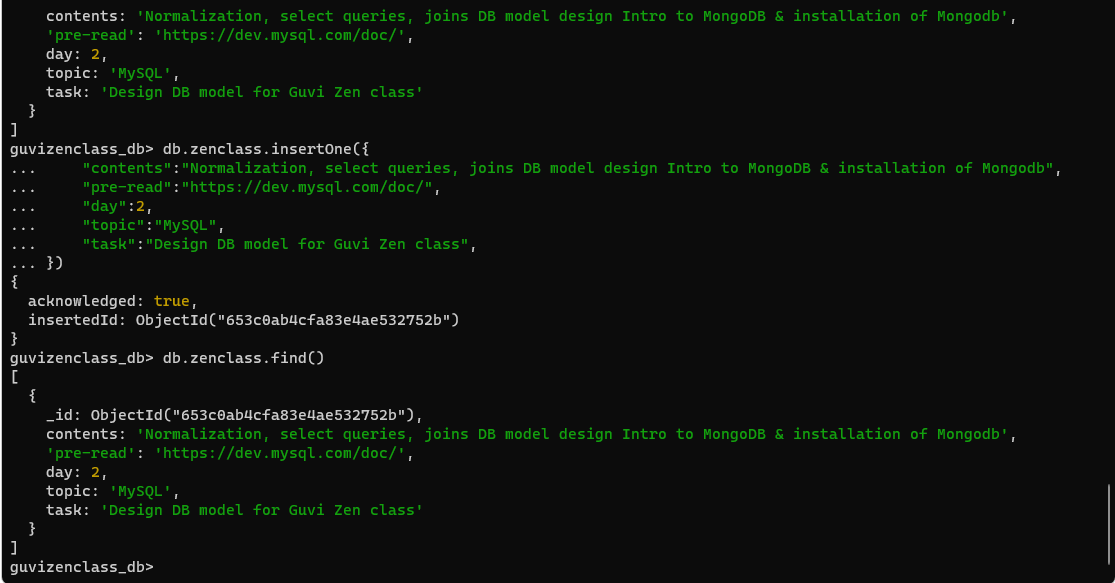 contents: 'Normalization, select queries, joins DB model design Intro to MongoDB & installation of Mongodb',
    'pre-read': 'https://dev.mysql.com/doc/',
    day: 2,
    topic: 'MySQL',
    task: 'Design DB model for Guvi Zen class'
  }
]
guvizenclass_db> db.zenclass.insertOne({
...     "contents":"Normalization, select queries, joins DB model design Intro to MongoDB & installation of Mongodb",
...     "pre-read":"https://dev.mysql.com/doc/",
...     "day":2,
...     "topic":"MySQL",
...     "task":"Design DB model for Guvi Zen class",
... })
{
  acknowledged: true,
  insertedId: ObjectId("653c0ab4cfa83e4ae532752b")
}
guvizenclass_db> db.zenclass.find()
[
  {
    _id: ObjectId("653c0ab4cfa83e4ae532752b"),
    contents: 'Normalization, select queries, joins DB model design Intro to MongoDB & installation of Mongodb',
    'pre-read': 'https://dev.mysql.com/doc/',
    day: 2,
    topic: 'MySQL',
    task: 'Design DB model for Guvi Zen class'
  }
]
guvizenclass_db>